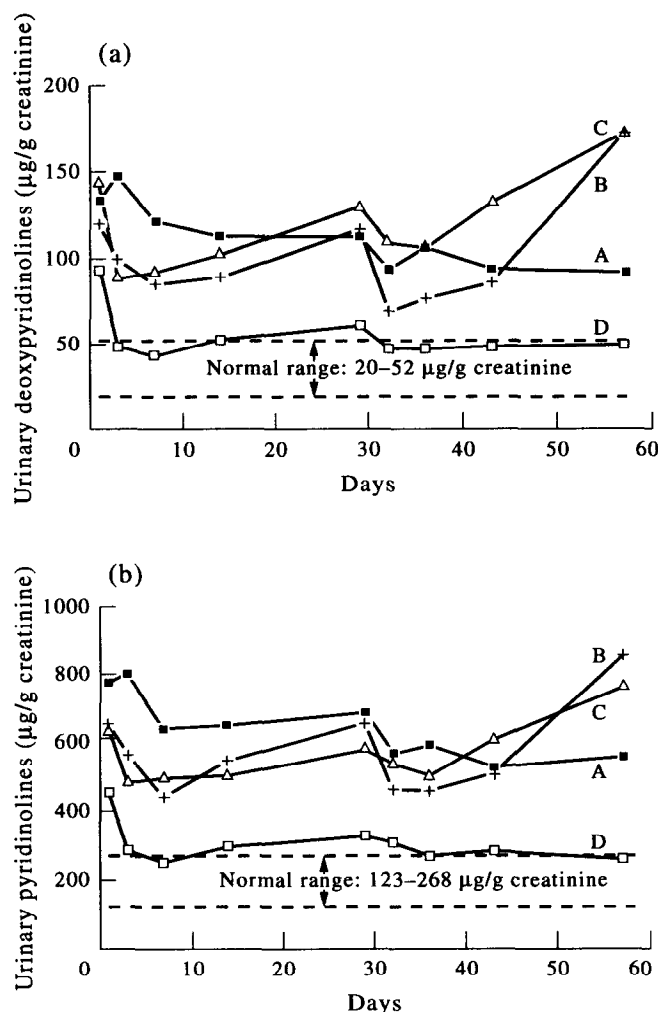 (a)
Urinary deoxypyridinolines (μg/g creatinine)
200
150
100
50
0
C
B
A
D
Normal range: 20–52 μg/g creatinine
10
20
30
40
50
60
Days
(b)
Urinary pyridinolines (μg/g creatinine)
1000
800
600
400
200
0
B
C
A
D
Normal range: 123–268 μg/g creatinine
10
20
30
40
50
60
Days